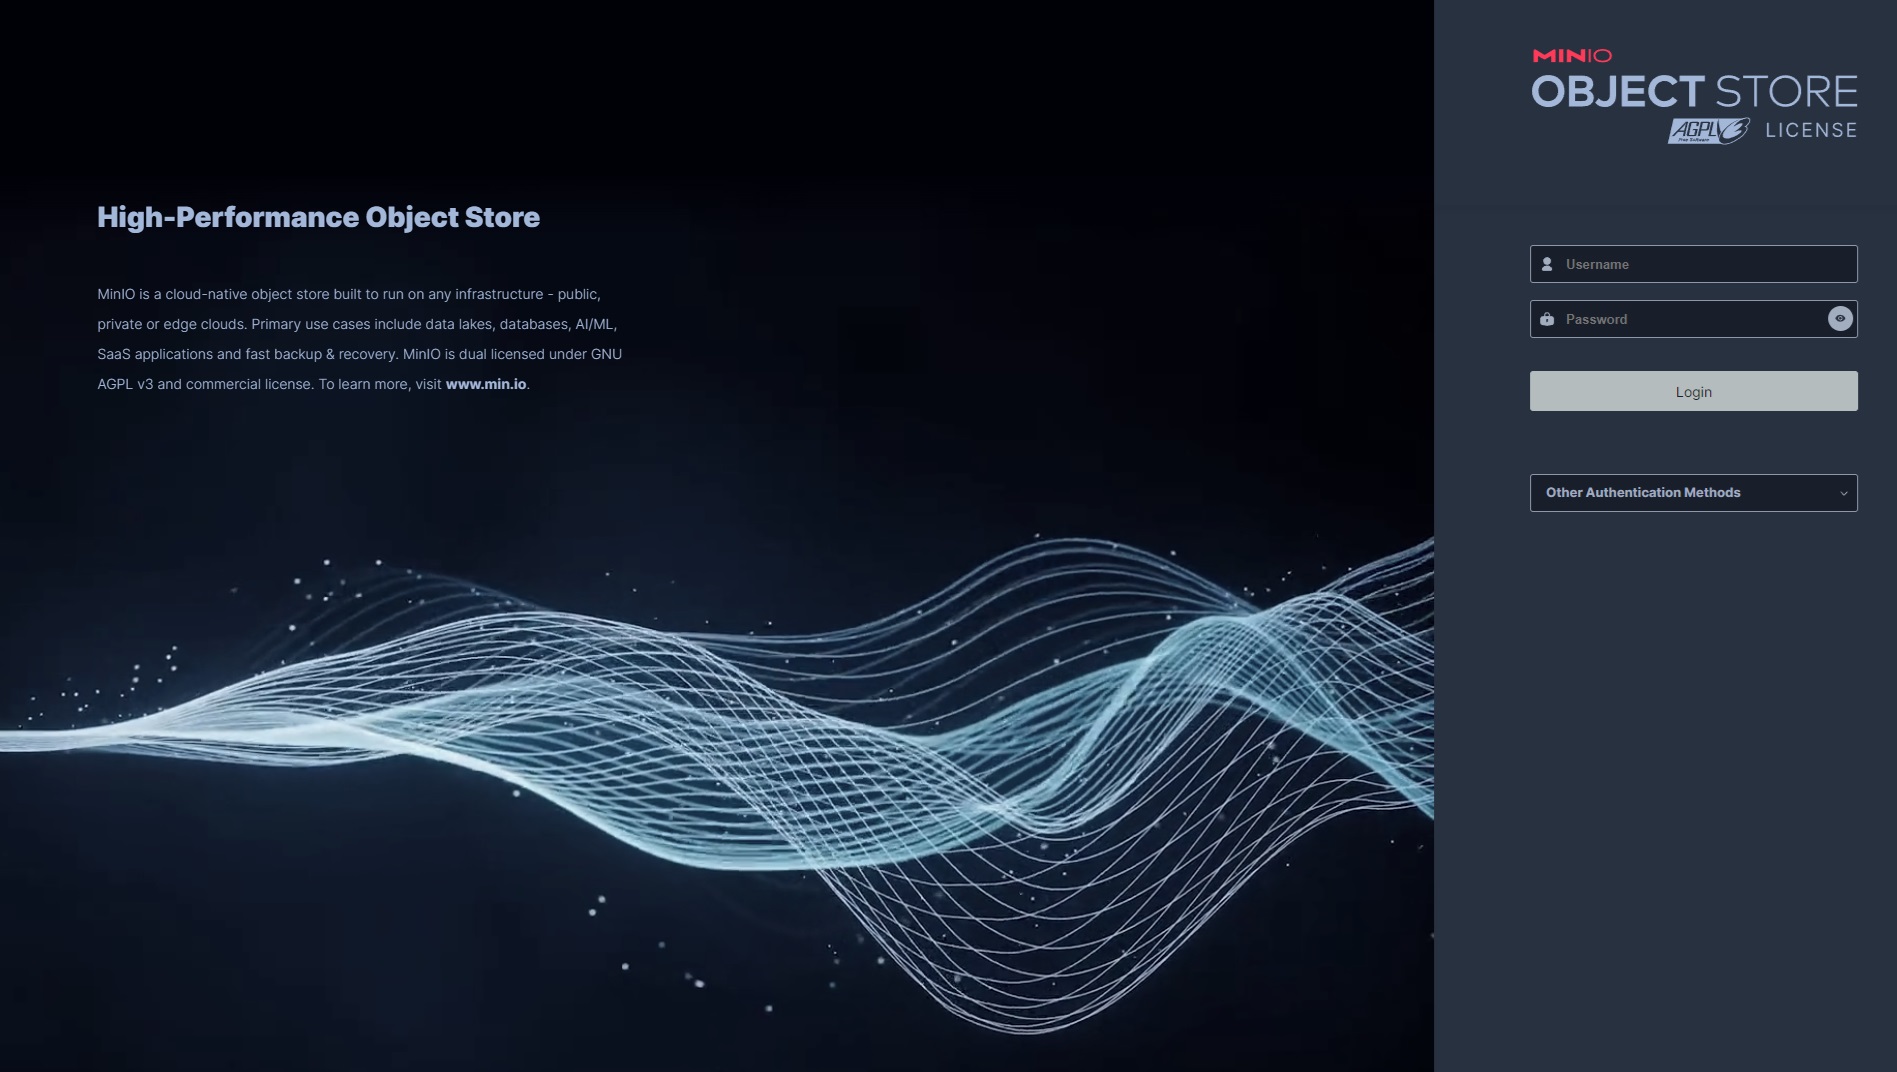 High-Performance Object Store
MinIO is a cloud-native object store built to run on any infrastructure - public,
private or edge clouds. Primary use cases include data lakes, databases, AI/ML,
SaaS applications and fast backup & recovery. MinIO is dual licensed under GNU
AGPL v3 and commercial license. To learn more, visit www.min.io.
MINIO
OBJECT STORE
AGPLv3 LICENSE
Free Software
Username
Password
Login
Other Authentication Methods